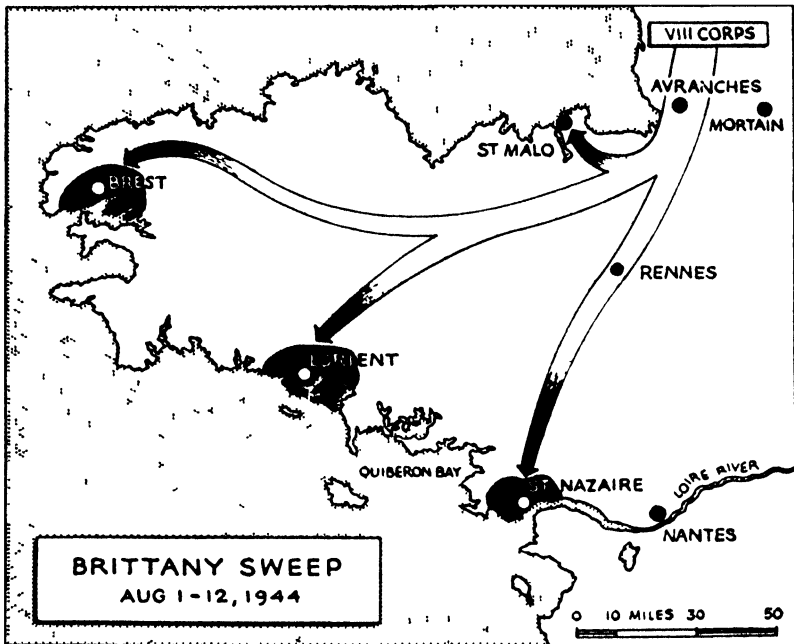 VIII CORPS
AVRANCHES
MORTAIN
ST MALO
BREST
RENNES
LORIENT
QUIBERON BAY
ST. NAZAIRE
LOIRE RIVER
NANTES
BRITTANY SWEEP
AUG 1-12, 1944
0 10 MILES 30 50